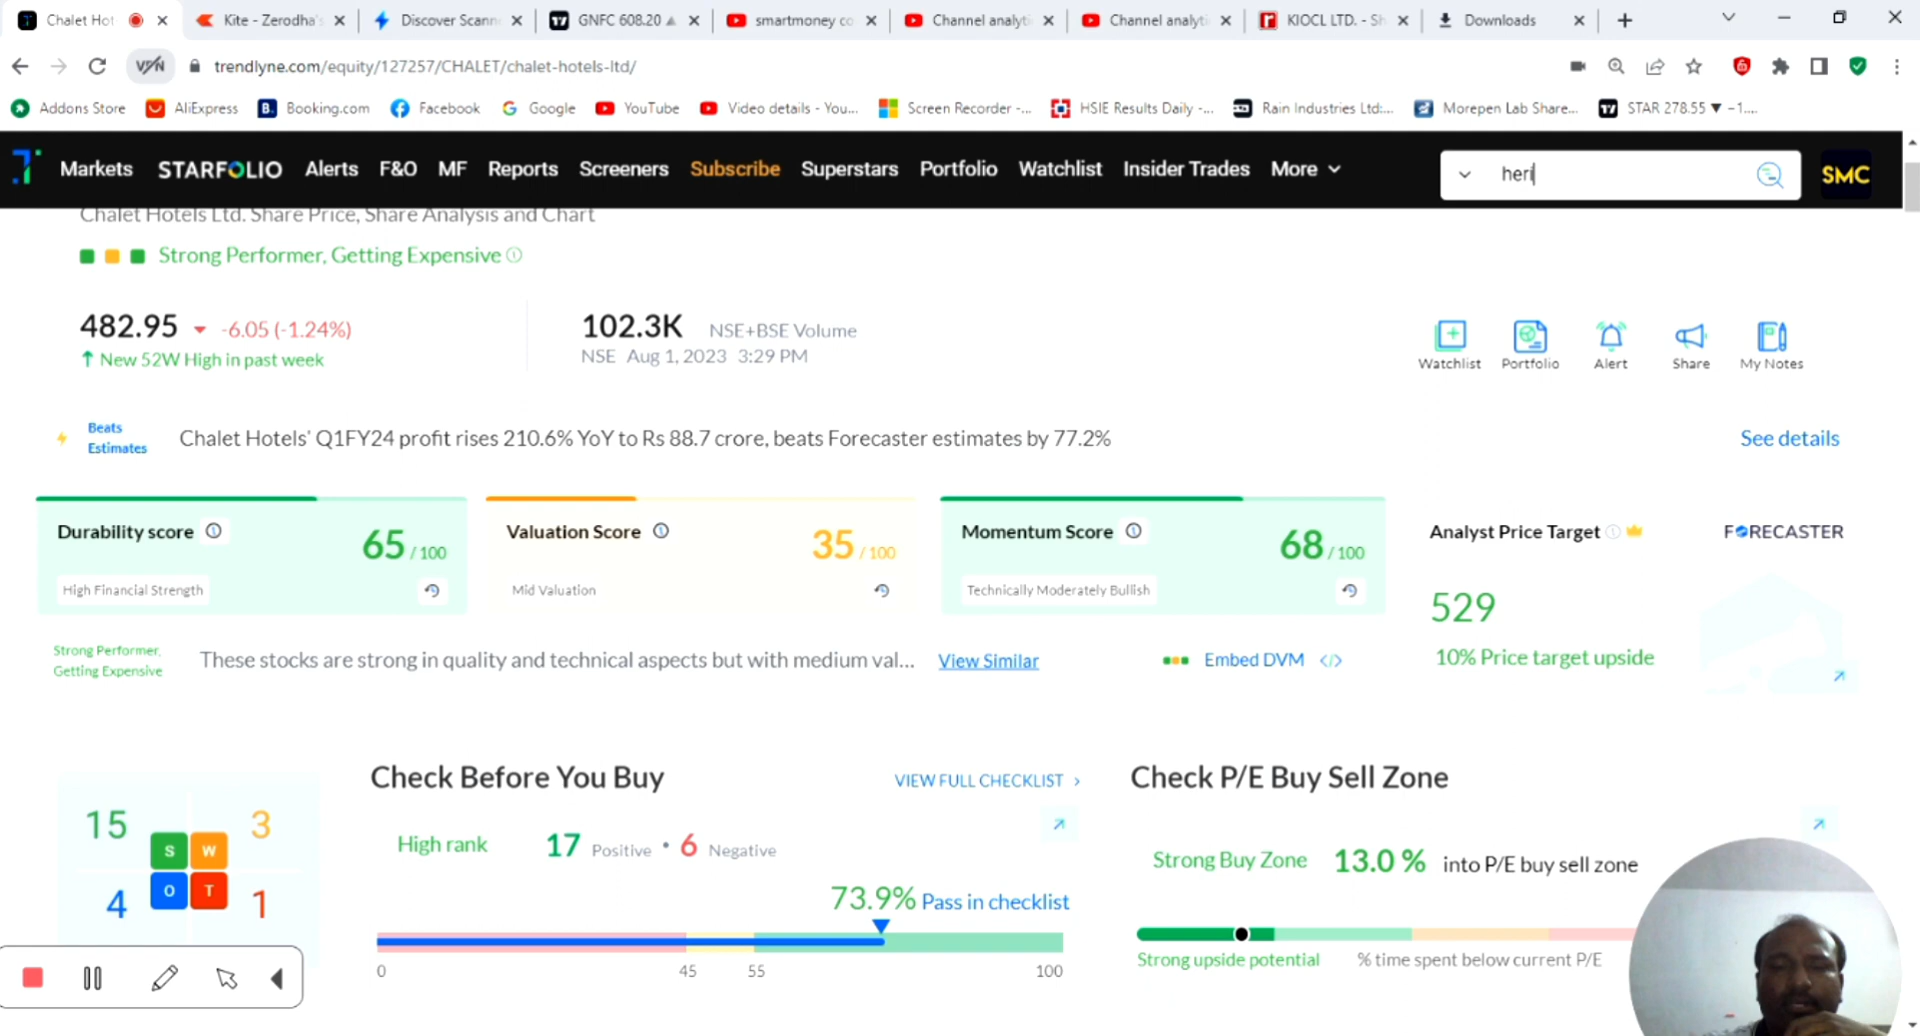 Chalet Hot
Kite - Zerodha's
Discover Scann
GNFC 608.20
smartmoney co
Channel analyti
Channel analyti
KIOCL LTD. - Sh
Downloads
VPN
trendlyne.com/equity/127257/CHALET/chalet-hotels-ltd/
Addons Store
AliExpress
B. Booking.com
Facebook
Google
YouTube
Video details - You...
Screen Recorder -...
HSIE Results Daily -...
Rain Industries Ltd:...
Morepen Lab Share...
STAR 278.55 ▼ −1....
Markets
STARFOLIO
Alerts
F&O
MF
Reports
Screeners
Subscribe
Superstars
Portfolio
Watchlist
Insider Trades
More
heri
SMC
Chalet Hotels Ltd. Share Price, Share Analysis and Chart
Strong Performer, Getting Expensive
482.95 -6.05 (-1.24%)
New 52W High in past week
102.3K NSE+BSE Volume
NSE Aug 1, 2023 3:29 PM
Watchlist
Portfolio
Alert
Share
My Notes
Beats
Estimates
Chalet Hotels' Q1FY24 profit rises 210.6% YoY to Rs 88.7 crore, beats Forecaster estimates by 77.2%
See details
Durability score
65 / 100
High Financial Strength
Valuation Score
35 / 100
Mid Valuation
Momentum Score
68 / 100
Technically Moderately Bullish
Analyst Price Target
FORECASTER
529
10% Price target upside
Strong Performer,
Getting Expensive
These stocks are strong in quality and technical aspects but with medium val...
View Similar
Embed DVM </>
15
3
S
W
O
T
4
1
Check Before You Buy
VIEW FULL CHECKLIST
High rank
17 Positive • 6 Negative
73.9% Pass in checklist
0
45
55
100
Check P/E Buy Sell Zone
Strong Buy Zone 13.0 % into P/E buy sell zone
Strong upside potential
% time spent below current P/E